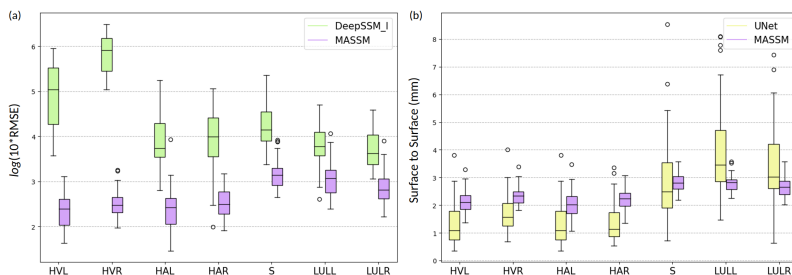 (a)
DeepSSM_I
MASSM
log(10*RMSE)
6
5
4
3
2
HVL HVR HAL HAR S LULL LULR
(b)
UNet
MASSM
Surface to Surface (mm)
8
7
6
5
4
3
2
1
0
HVL HVR HAL HAR S LULL LULR